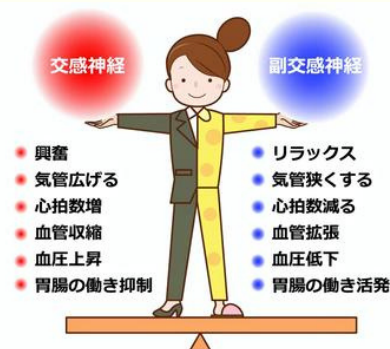 交感神経
興奮
気管広げる
心拍数増
血管収縮
血圧上昇
胃腸の働き抑制
副交感神経
リラックス
気管狭くする
心拍数減る
血管拡張
血圧低下
胃腸の働き活発